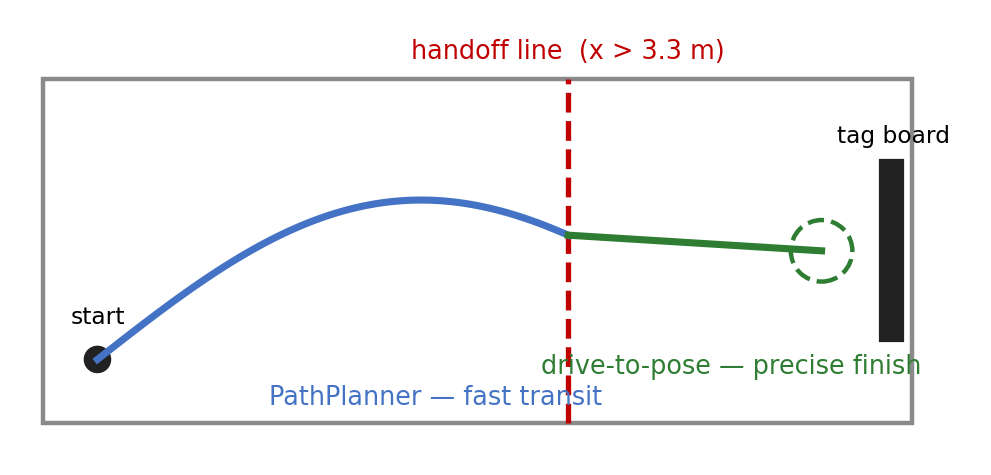 handoff line  (x > 3.3 m)
tag board
start
drive-to-pose — precise finish
PathPlanner — fast transit